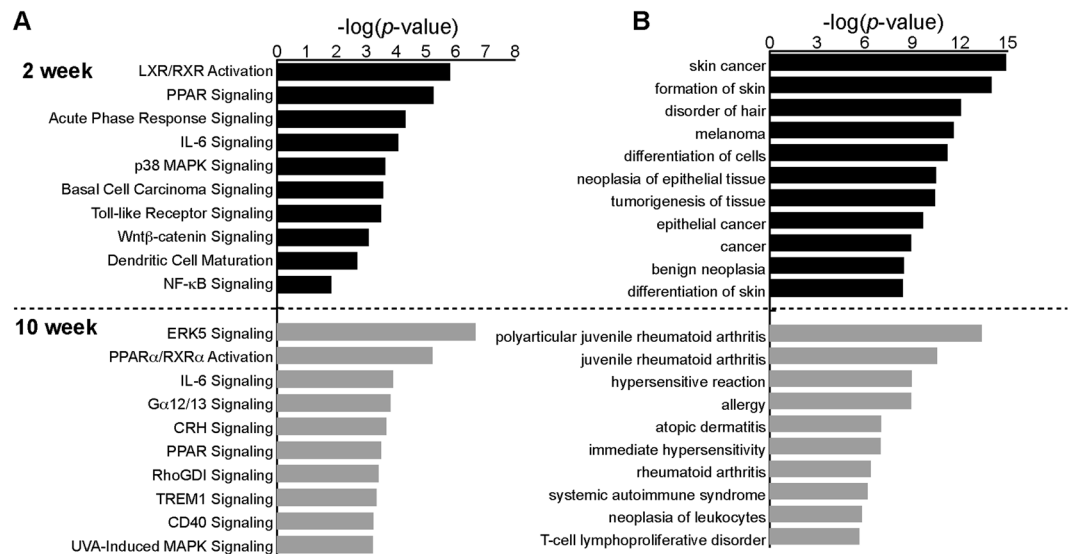 A
-log(p-value)
0 1 2 3 4 5 6 7 8
2 week
LXR/RXR Activation
PPAR Signaling
Acute Phase Response Signaling
IL-6 Signaling
p38 MAPK Signaling
Basal Cell Carcinoma Signaling
Toll-like Receptor Signaling
Wntβ-catenin Signaling
Dendritic Cell Maturation
NF-κB Signaling
10 week
ERK5 Signaling
PPARα/RXRα Activation
IL-6 Signaling
Gα12/13 Signaling
CRH Signaling
PPAR Signaling
RhoGDI Signaling
TREM1 Signaling
CD40 Signaling
UVA-Induced MAPK Signaling
B
-log(p-value)
0 3 6 9 12 15
skin cancer
formation of skin
disorder of hair
melanoma
differentiation of cells
neoplasia of epithelial tissue
tumorigenesis of tissue
epithelial cancer
cancer
benign neoplasia
differentiation of skin
polyarticular juvenile rheumatoid arthritis
juvenile rheumatoid arthritis
hypersensitive reaction
allergy
atopic dermatitis
immediate hypersensitivity
rheumatoid arthritis
systemic autoimmune syndrome
neoplasia of leukocytes
T-cell lymphoproliferative disorder